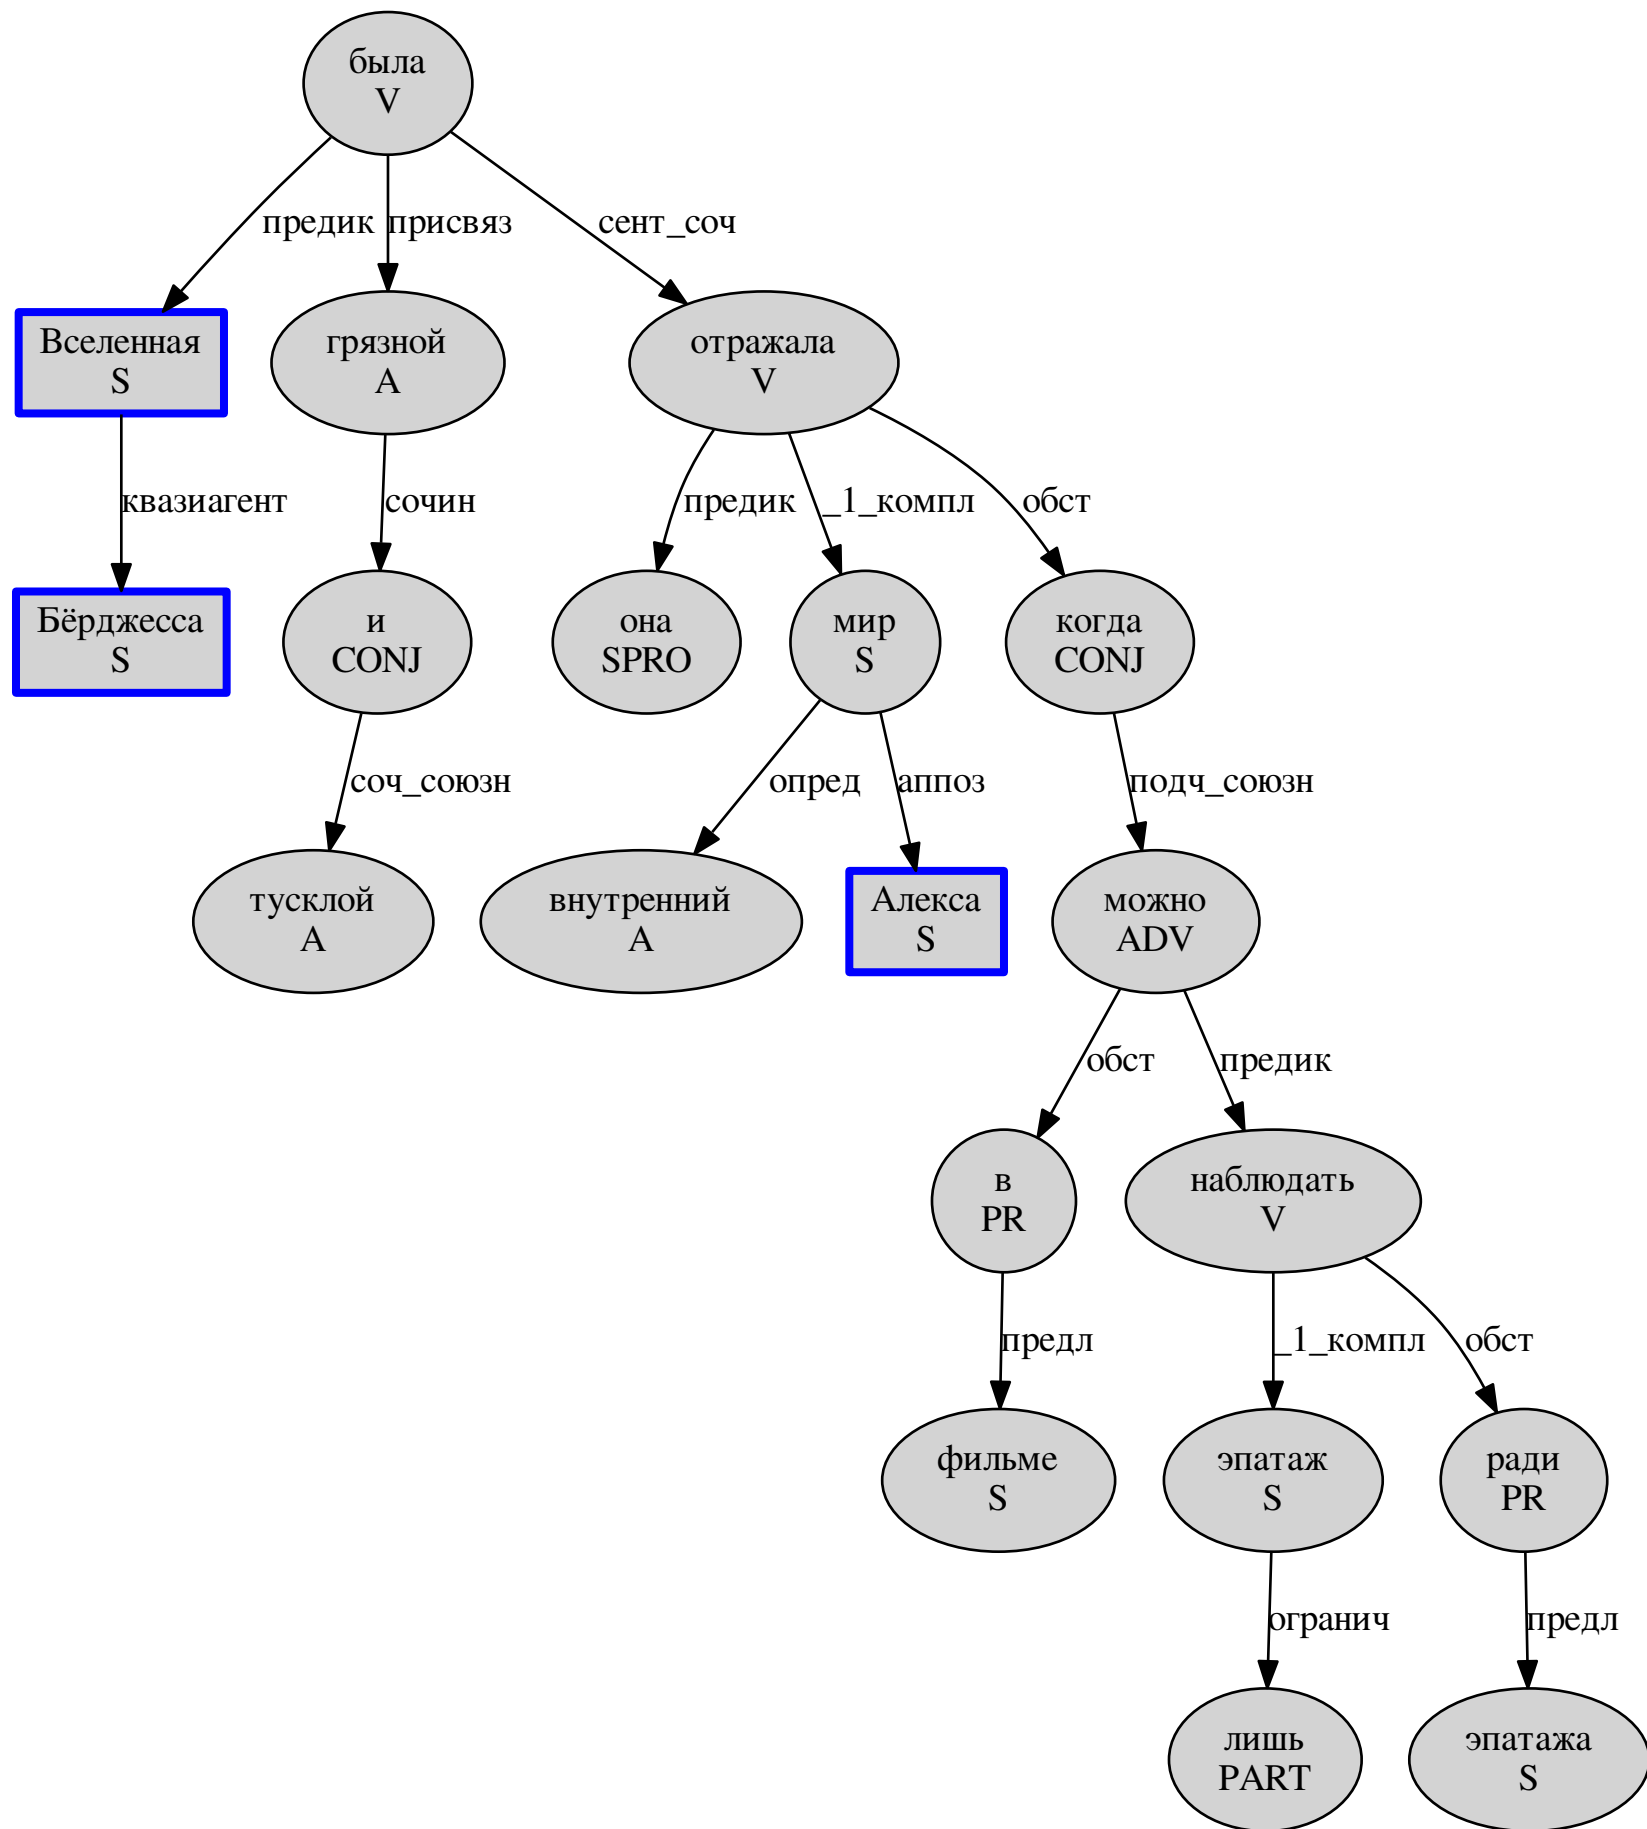 была
V
предик
присвяз
сент_соч
Вселенная
S
грязной
A
отражала
V
квазиагент
сочин
предик
_1_компл
обст
Бёрджесса
S
и
CONJ
она
SPRO
мир
S
когда
CONJ
соч_союзн
опред
аппоз
подч_союзн
тусклой
A
внутренний
A
Алекса
S
можно
ADV
обст
предик
в
PR
наблюдать
V
предл
_1_компл
обст
фильме
S
эпатаж
S
ради
PR
огранич
предл
лишь
PART
эпатажа
S